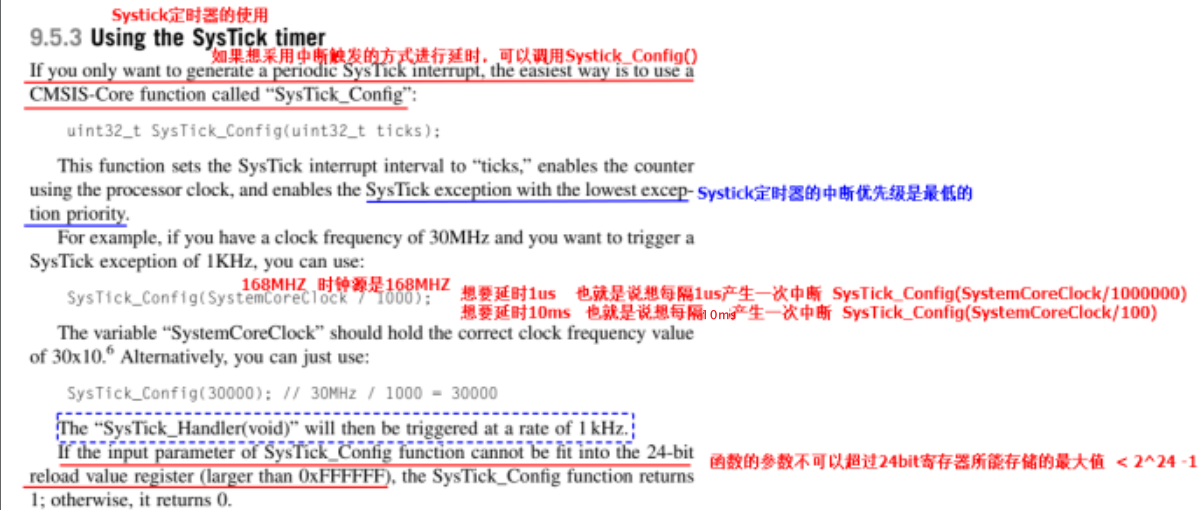 Systick定时器的使用
9.5.3 Using the SysTick timer
如果想采用中断触发的方式进行延时，可以调用Systick_Config()
If you only want to generate a periodic SysTick interrupt, the easiest way is to use a
CMSIS-Core function called “SysTick_Config”:
uint32_t SysTick_Config(uint32_t ticks);
This function sets the SysTick interrupt interval to “ticks,” enables the counter
using the processor clock, and enables the SysTick exception with the lowest excep-
Systick定时器的中断优先级是最低的
tion priority.
For example, if you have a clock frequency of 30MHz and you want to trigger a
SysTick exception of 1KHz, you can use:
168MHZ 时钟源是168MHZ
SysTick_Config(SystemCoreClock / 1000);
想要延时1us 也就是说想每隔1us产生一次中断 SysTick_Config(SystemCoreClock/1000000)
想要延时10ms 也就是说想每隔10ms产生一次中断 SysTick_Config(SystemCoreClock/100)
The variable “SystemCoreClock” should hold the correct clock frequency value
of 30x10.6 Alternatively, you can just use:
SysTick_Config(30000); // 30MHz / 1000 = 30000
The “SysTick_Handler(void)” will then be triggered at a rate of 1 kHz.
If the input parameter of SysTick_Config function cannot be fit into the 24-bit
函数的参数不可以超过24bit寄存器所能存储的最大值 < 2^24 -1
reload value register (larger than 0xFFFFFF), the SysTick_Config function returns
1; otherwise, it returns 0.